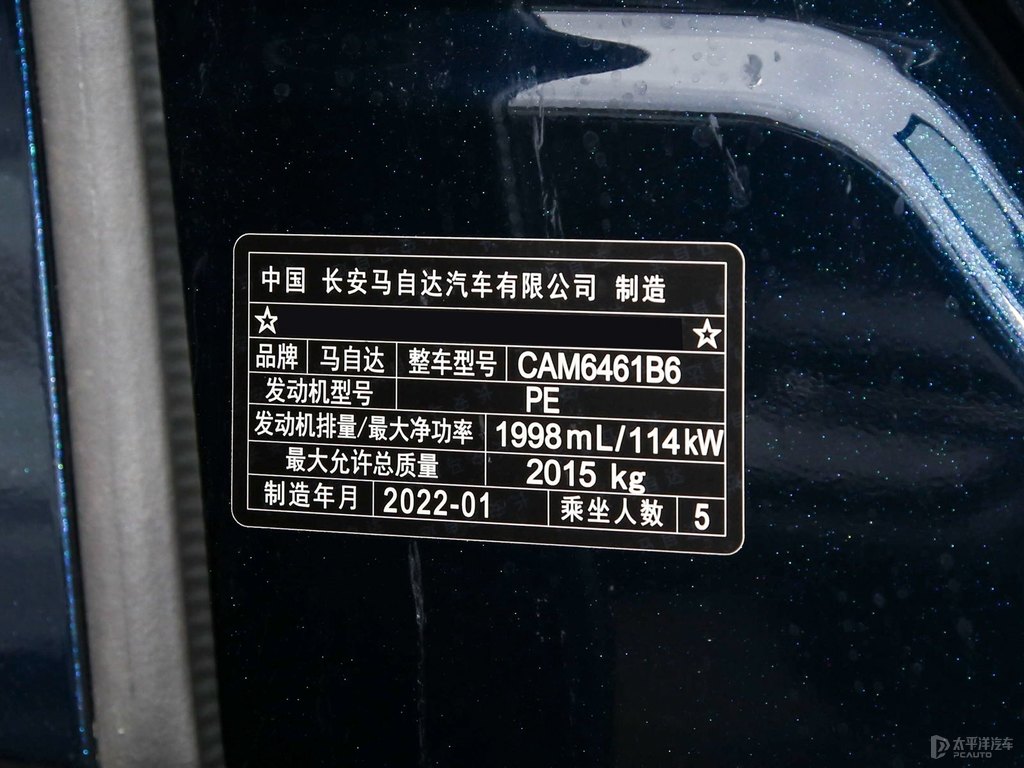 中国 长安马自达汽车有限公司 制造
☆ ☆
品牌 马自达 整车型号 CAM6461B6
发动机型号 PE
发动机排量/最大净功率 1998mL/114kW
最大允许总质量 2015 kg
制造年月 2022-01 乘坐人数 5
太平洋汽车
PCAUTO